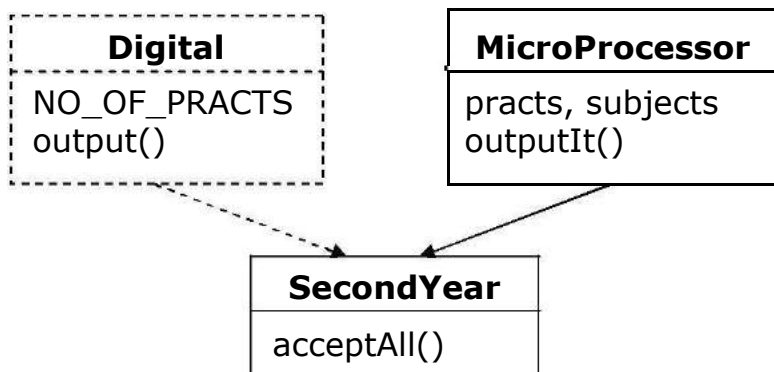 Digital
NO_OF_PRACTS
output()
MicroProcessor
practs, subjects
outputIt()
SecondYear
acceptAll()